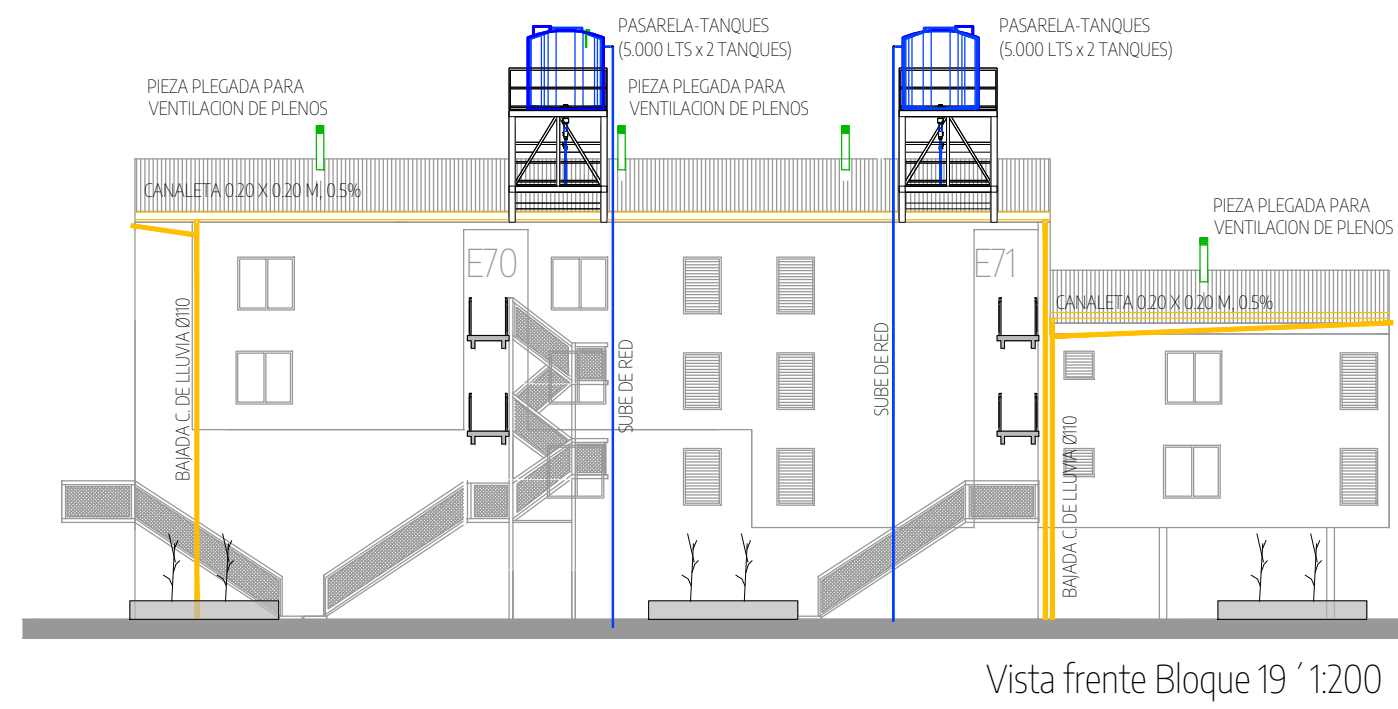 PASARELA-TANQUES
(5.000 LTS x 2 TANQUES)
PASARELA-TANQUES
(5.000 LTS x 2 TANQUES)
PIEZA PLEGADA PARA
VENTILACION DE PLENOS
PIEZA PLEGADA PARA
VENTILACION DE PLENOS
CANALETA 0.20 X 0.20 M, 0.5%
PIEZA PLEGADA PARA
VENTILACION DE PLENOS
E70
E71
CANALETA 0.20 X 0.20 M, 0.5%
BAJADA C. DE LLUVIA Ø110
SUBE DE RED
SUBE DE RED
BAJADA C. DE LLUVIA Ø110
Vista frente Bloque 19 ´ 1:200